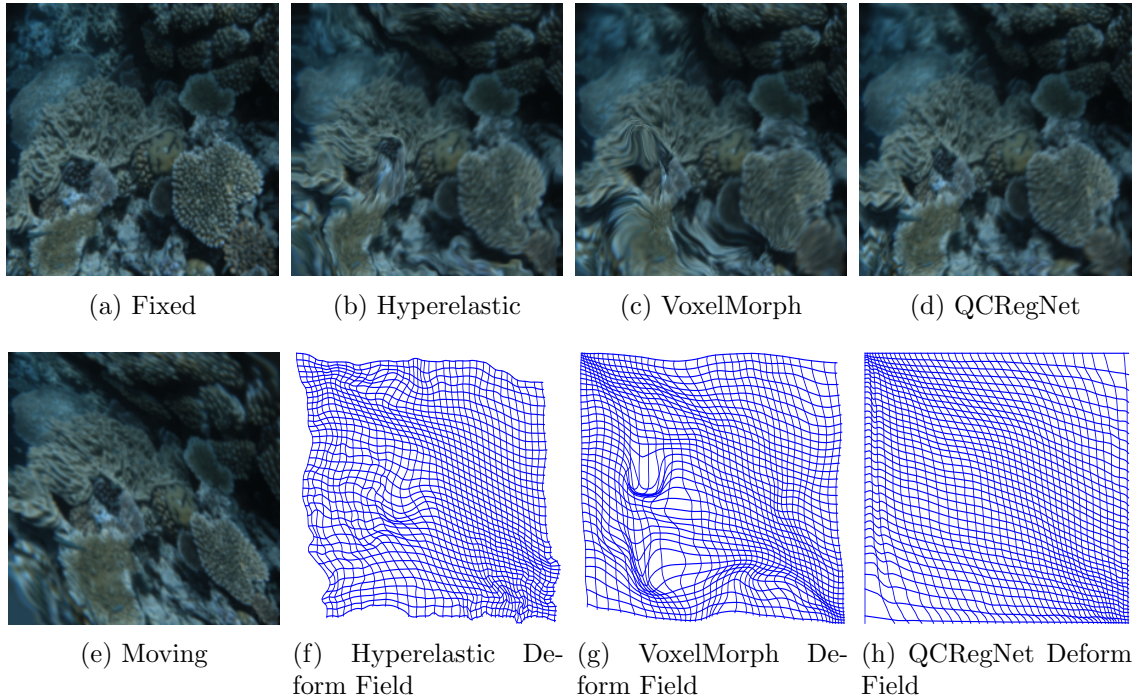 (a) Fixed
(b) Hyperelastic
(c) VoxelMorph
(d) QCRegNet
(e) Moving
(f) Hyperelastic De-
form Field
(g) VoxelMorph De-
form Field
(h) QCRegNet Deform
Field